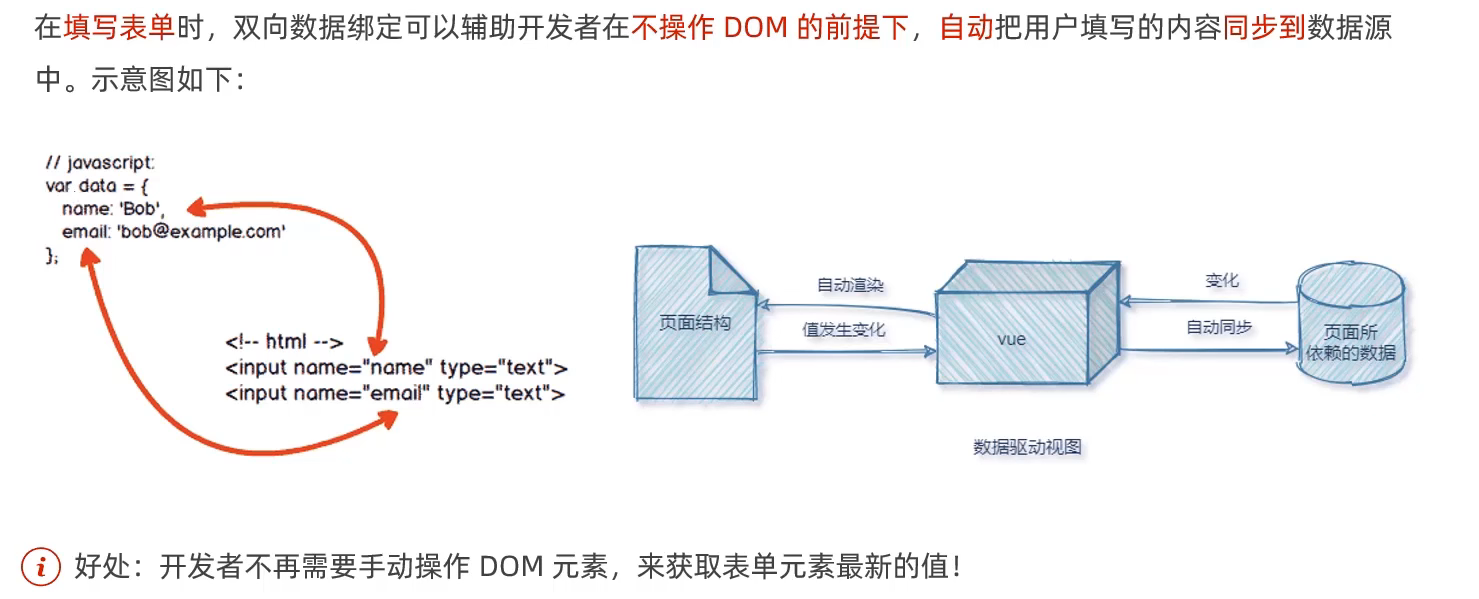 在填写表单时，双向数据绑定可以辅助开发者在不操作 DOM 的前提下，自动把用户填写的内容同步到数据源
中。示意图如下：
// javascript:
var data = {
name: 'Bob',
email: 'bob@example.com'
};
<!-- html -->
<input name="name" type="text">
<input name="email" type="text">
页面结构
自动渲染
值发生变化
vue
变化
自动同步
页面所
依赖的数据
数据驱动视图
i 好处：开发者不再需要手动操作 DOM 元素，来获取表单元素最新的值！